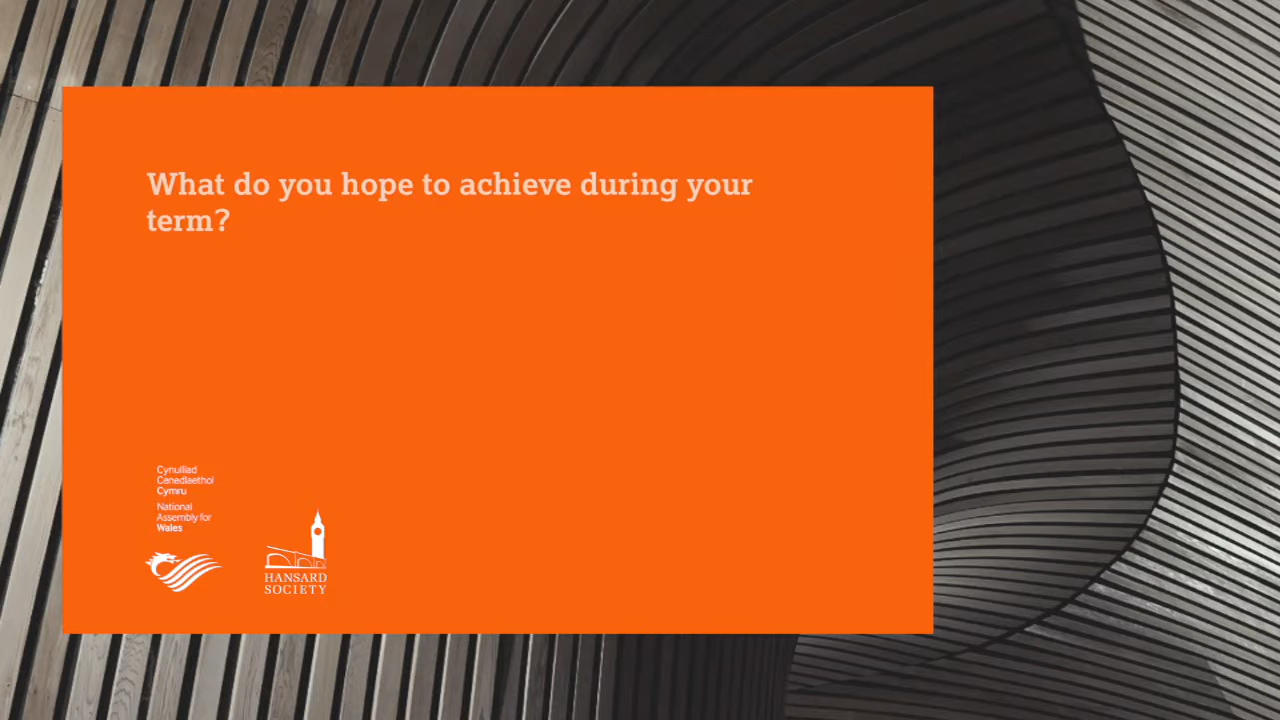 What do you hope to achieve during your
term?
Cynulliad
Cenedlaethol
Cymru
National
Assembly for
Wales
HANSARD
SOCIETY